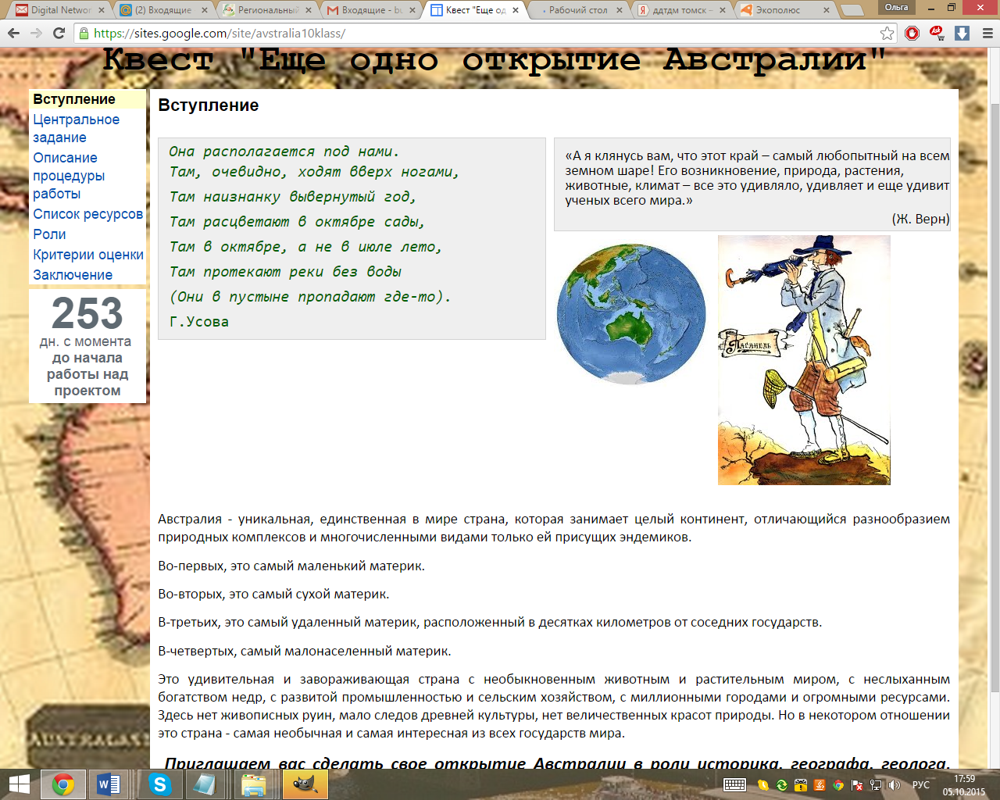 Digital Networ
(2) Входящие
Региональный
Входящие - bu
Квест "Еще од
Рабочий стол
ддтдм томск –
Экополюс
Ольга
https://sites.google.com/site/avstralia10klass/
Квест "Еще одно открытие Австралии"
Вступление
Центральное
задание
Описание
процедуры
работы
Список ресурсов
Роли
Критерии оценки
Заключение
253
дн. с момента
до начала
работы над
проектом
Вступление
Она располагается под нами.
Там, очевидно, ходят вверх ногами,
Там наизнанку вывернутый год,
Там расцветают в октябре сады,
Там в октябре, а не в июле лето,
Там протекают реки без воды
(Они в пустыне пропадают где-то).
Г.Усова
«А я клянусь вам, что этот край – самый любопытный на всем
земном шаре! Его возникновение, природа, растения,
животные, климат – все это удивляло, удивляет и еще удивит
ученых всего мира.»
(Ж. Верн)
Паганель
Австралия - уникальная, единственная в мире страна, которая занимает целый континент, отличающийся разнообразием
природных комплексов и многочисленными видами только ей присущих эндемиков.
Во-первых, это самый маленький материк.
Во-вторых, это самый сухой материк.
В-третьих, это самый удаленный материк, расположенный в десятках километров от соседних государств.
В-четвертых, самый малонаселенный материк.
Это удивительная и завораживающая страна с необыкновенным животным и растительным миром, с неслыханным
богатством недр, с развитой промышленностью и сельским хозяйством, с миллионными городами и огромными ресурсами.
Здесь нет живописных руин, мало следов древней культуры, нет величественных красот природы. Но в некотором отношении
это страна - самая необычная и самая интересная из всех государств мира.
Приглашаем вас сделать свое открытие Австралии в роли историка, географа, геолога,
AUSTRALAS
РУС
17:59
05.10.2015